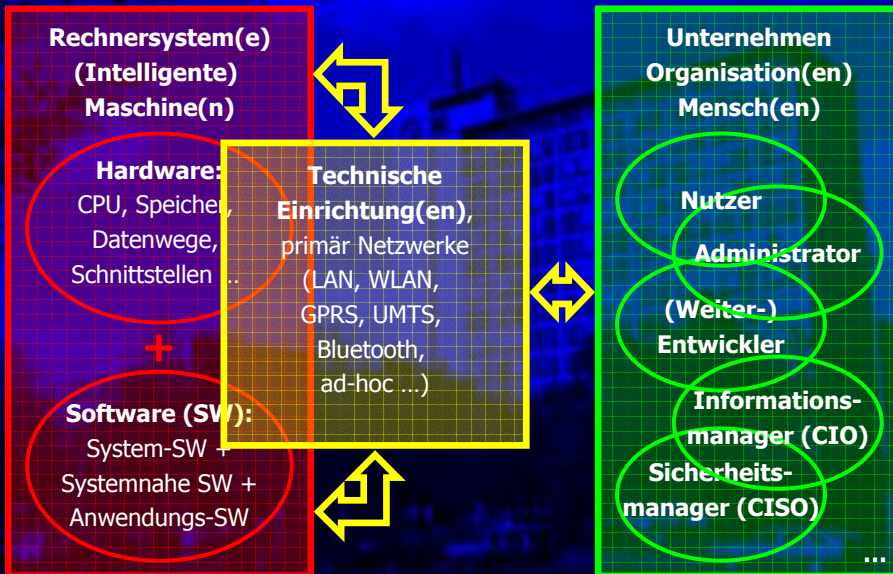 Rechnersystem(e)
(Intelligente)
Maschine(n)
Hardware:
CPU, Speicher,
Datenwege,
Schnittstellen ...
+
Software (SW):
System-SW +
Systemnahe SW +
Anwendungs-SW
Technische
Einrichtung(en),
primär Netzwerke
(LAN, WLAN,
GPRS, UMTS,
Bluetooth,
ad-hoc ...)
Unternehmen
Organisation(en)
Mensch(en)
Nutzer
Administrator
(Weiter-)
Entwickler
Informations-
manager (CIO)
Sicherheits-
manager (CISO)
...